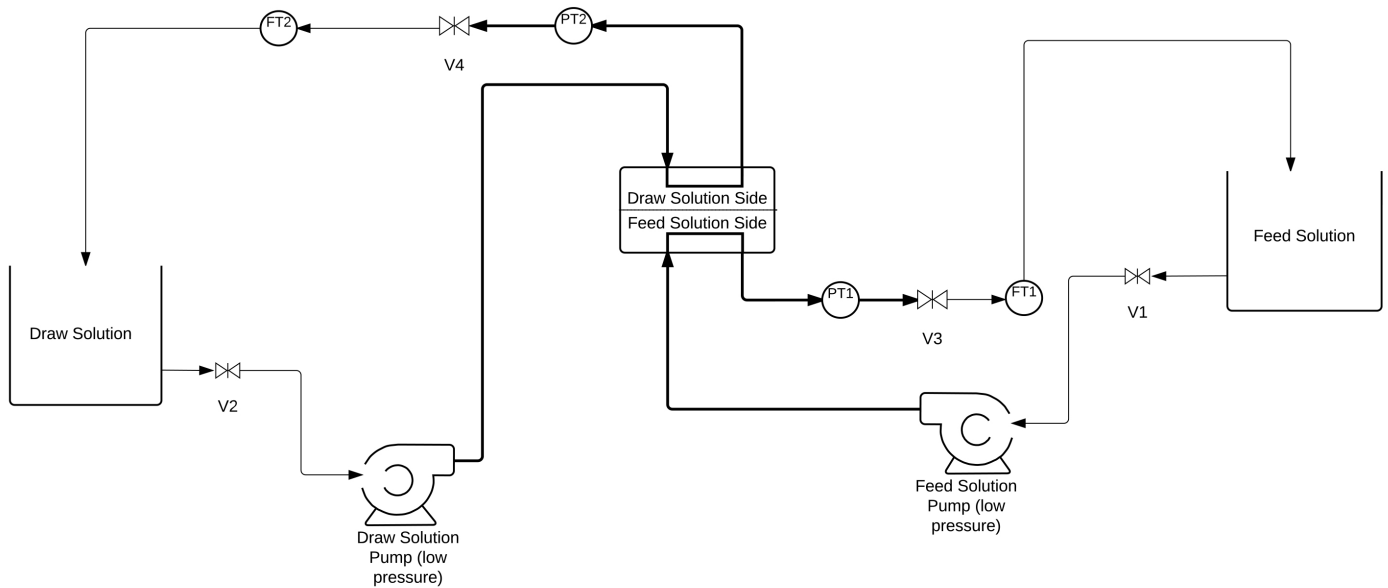 FT2
PT2
V4
Draw Solution Side
Feed Solution Side
Feed Solution
PT1
FT1
V1
V3
Draw Solution
V2
Feed Solution
Pump (low
pressure)
Draw Solution
Pump (low
pressure)